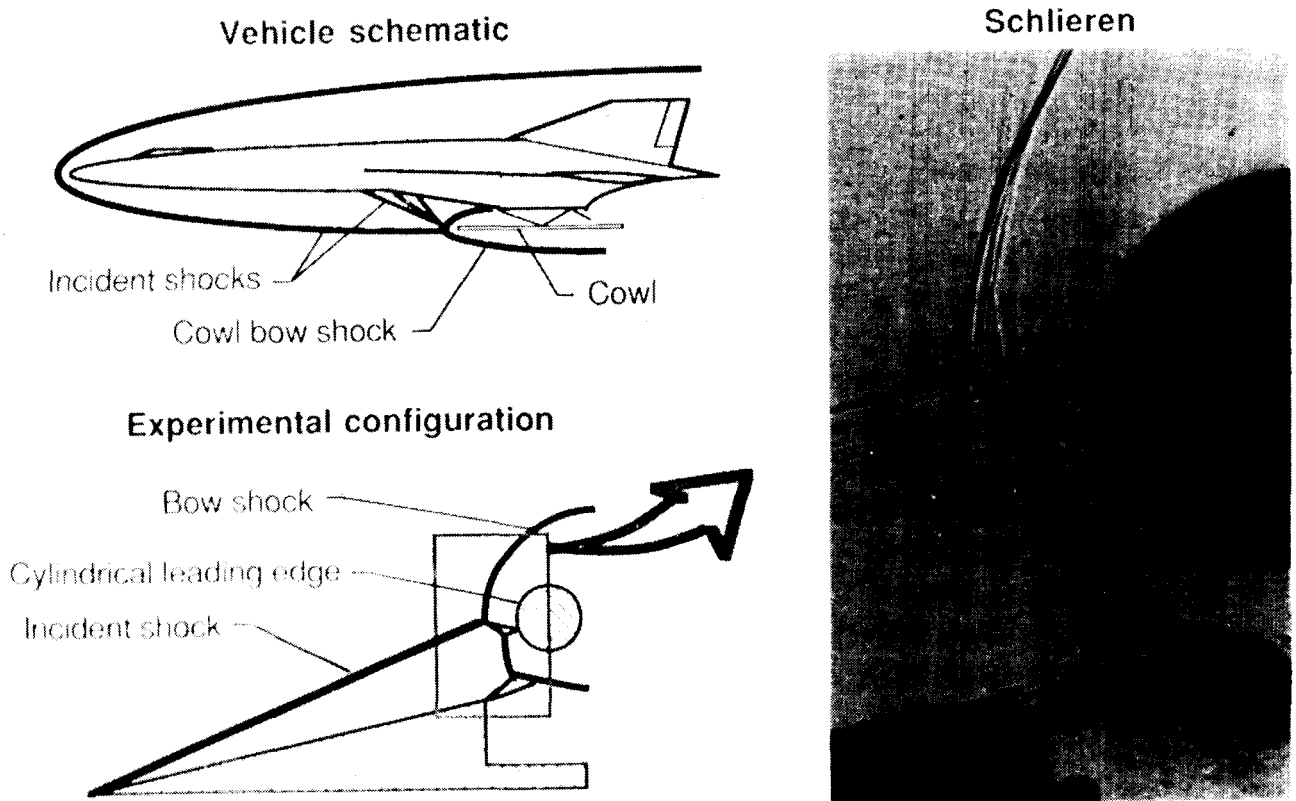 Vehicle schematic
Incident shocks
Cowl
Cowl bow shock
Experimental configuration
Bow shock
Cylindrical leading edge
Incident shock
Schlieren